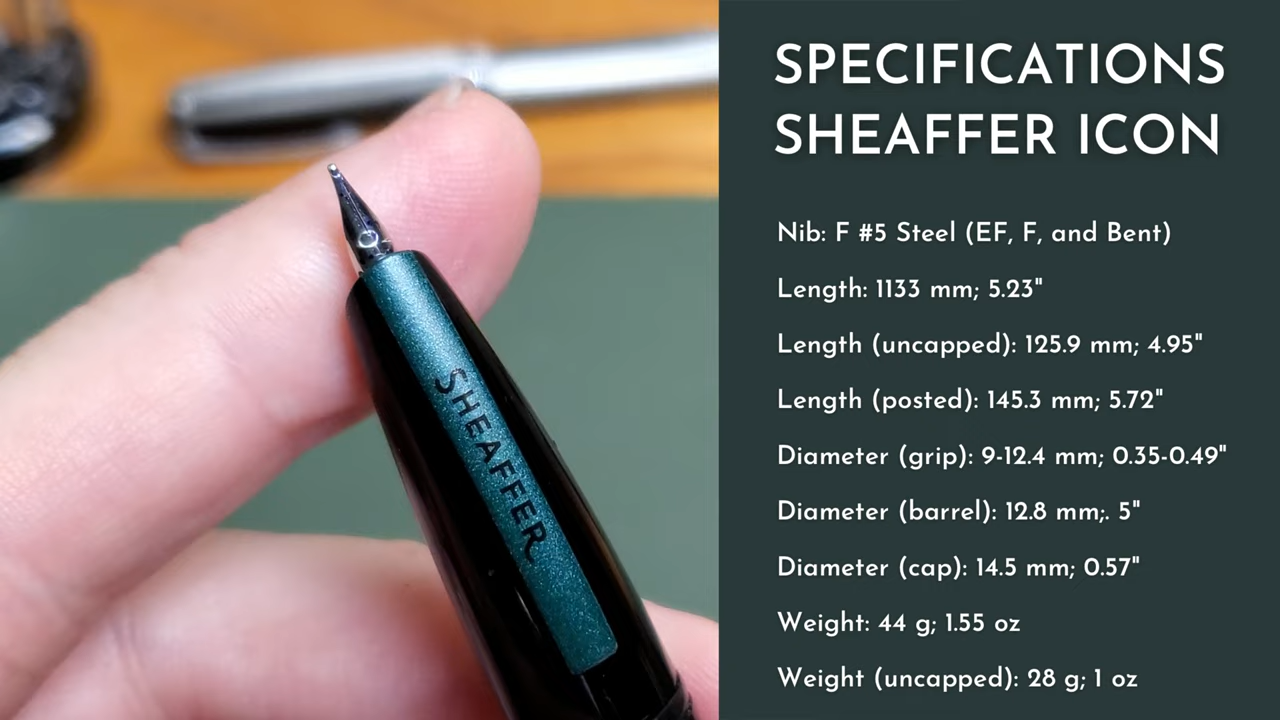 SHEAFFER
SPECIFICATIONS
SHEAFFER ICON
Nib: F #5 Steel (EF, F, and Bent)
Length: 1133 mm; 5.23"
Length (uncapped): 125.9 mm; 4.95"
Length (posted): 145.3 mm; 5.72"
Diameter (grip): 9-12.4 mm; 0.35-0.49"
Diameter (barrel): 12.8 mm;. 5"
Diameter (cap): 14.5 mm; 0.57"
Weight: 44 g; 1.55 oz
Weight (uncapped): 28 g; 1 oz